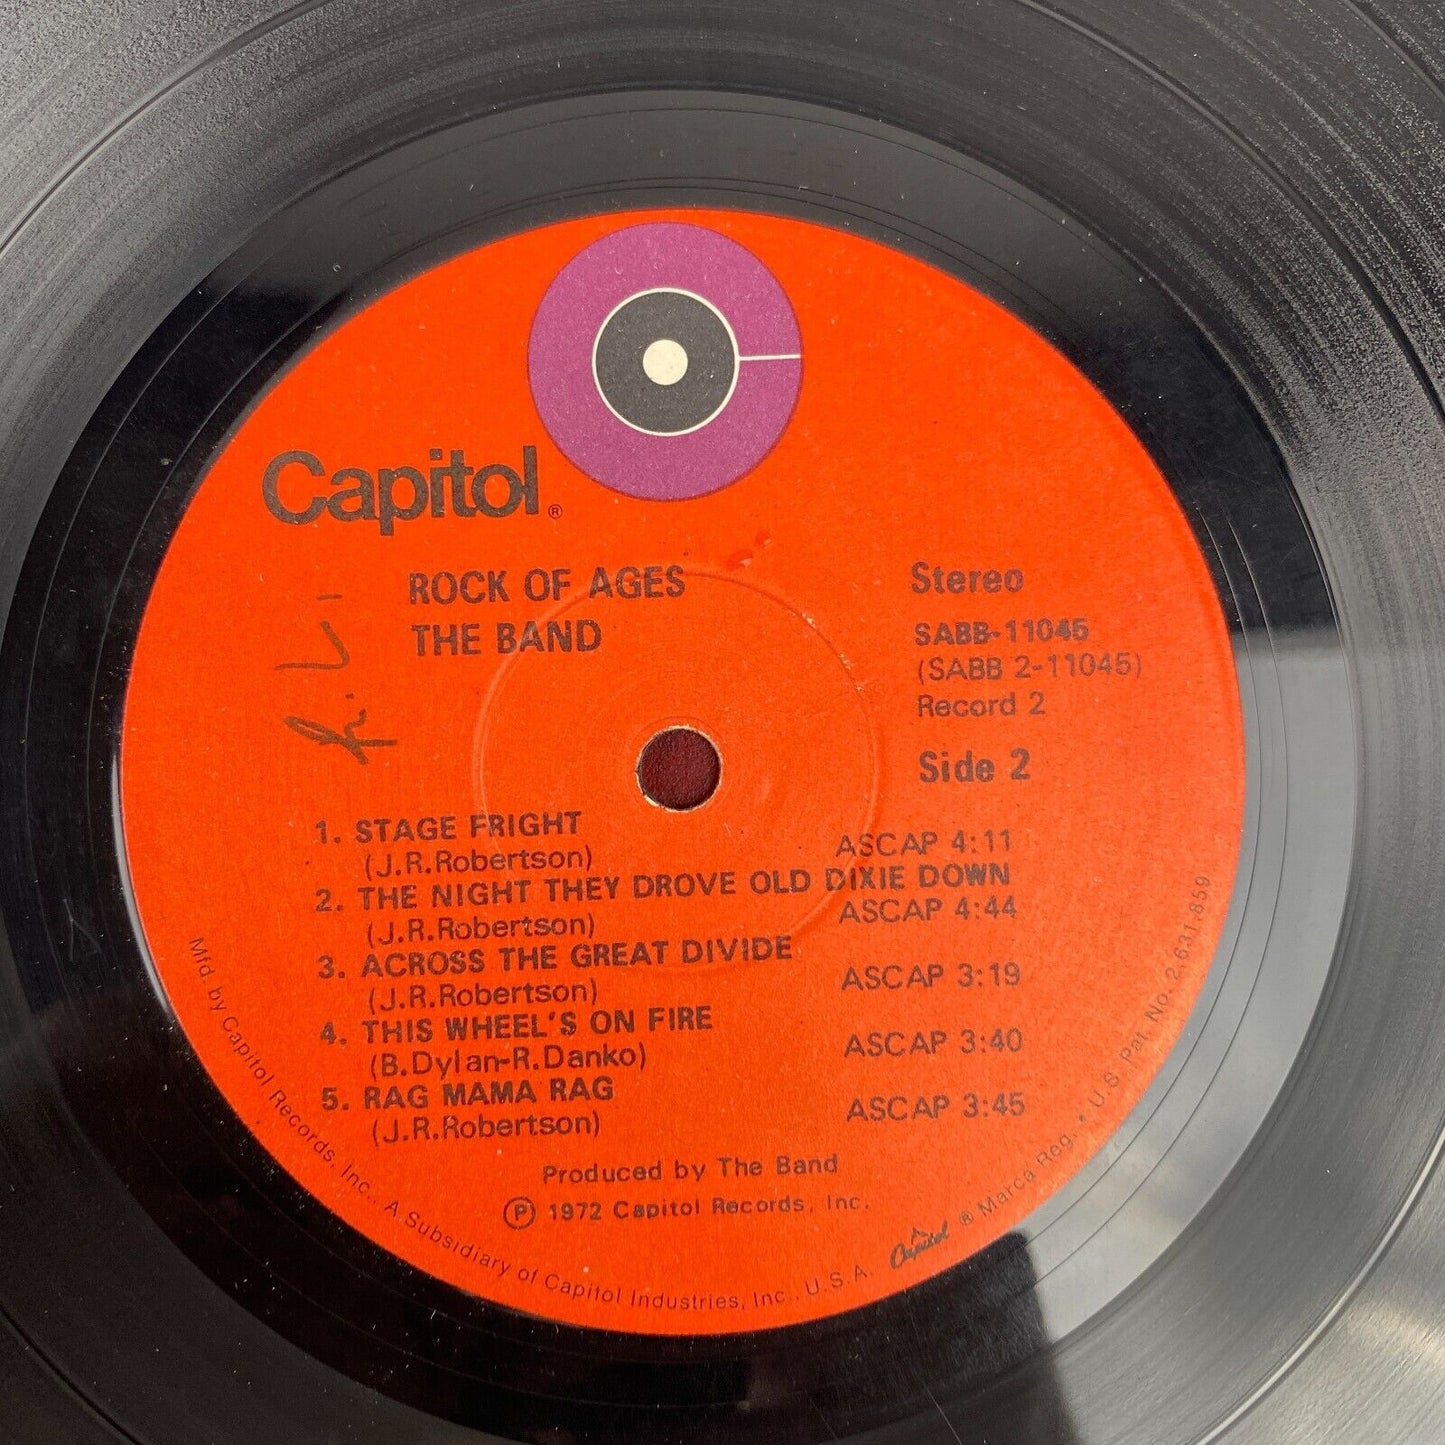 Capitol®
ROCK OF AGES
THE BAND
Stereo
SABB-11045
(SABB 2-11045)
Record 2
Side 2
1. STAGE FRIGHT
(J.R.Robertson) ASCAP 4:11
2. THE NIGHT THEY DROVE OLD DIXIE DOWN
(J.R.Robertson) ASCAP 4:44
3. ACROSS THE GREAT DIVIDE
(J.R.Robertson) ASCAP 3:19
4. THIS WHEEL'S ON FIRE
(B.Dylan-R.Danko) ASCAP 3:40
5. RAG MAMA RAG
(J.R.Robertson) ASCAP 3:45
Produced by The Band
Ⓟ 1972 Capitol Records, Inc.
Mfd. by Capitol Records, Inc., A Subsidiary of Capitol Industries, Inc., U.S.A. Capitol ® Marca Reg. • U.S. Pat. No. 2,631,859